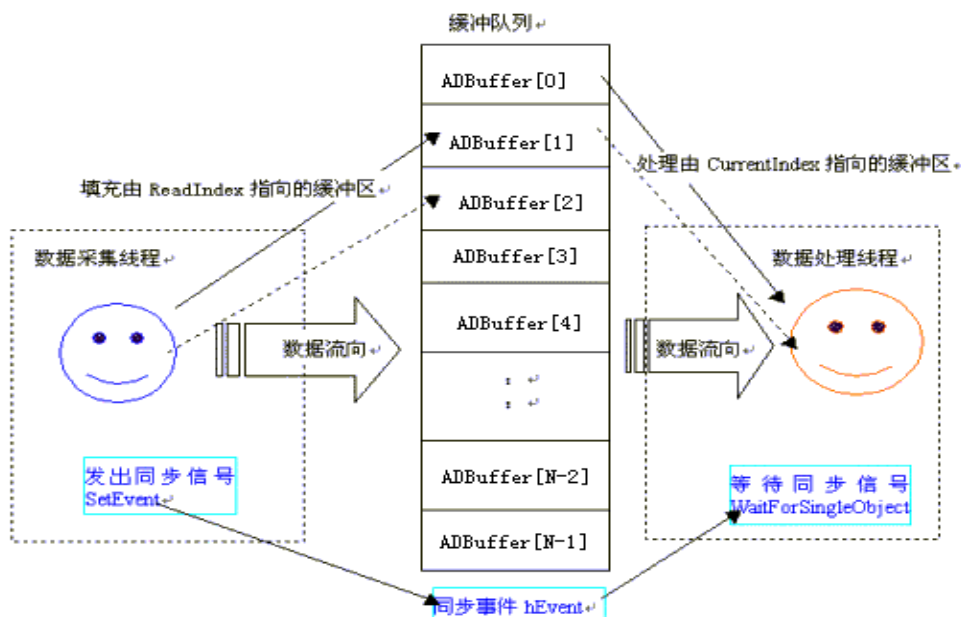 缓冲队列
ADBuffer[0]
ADBuffer[1]
处理由 CurrentIndex 指向的缓冲区
填充由 ReadIndex 指向的缓冲区
ADBuffer[2]
数据采集线程
ADBuffer[3]
数据处理线程
ADBuffer[4]
数据流向
数据流向
:
:
发出同步信号
SetEvent
ADBuffer[N-2]
等待同步信号
WaitForSingleObject
ADBuffer[N-1]
同步事件 hEvent